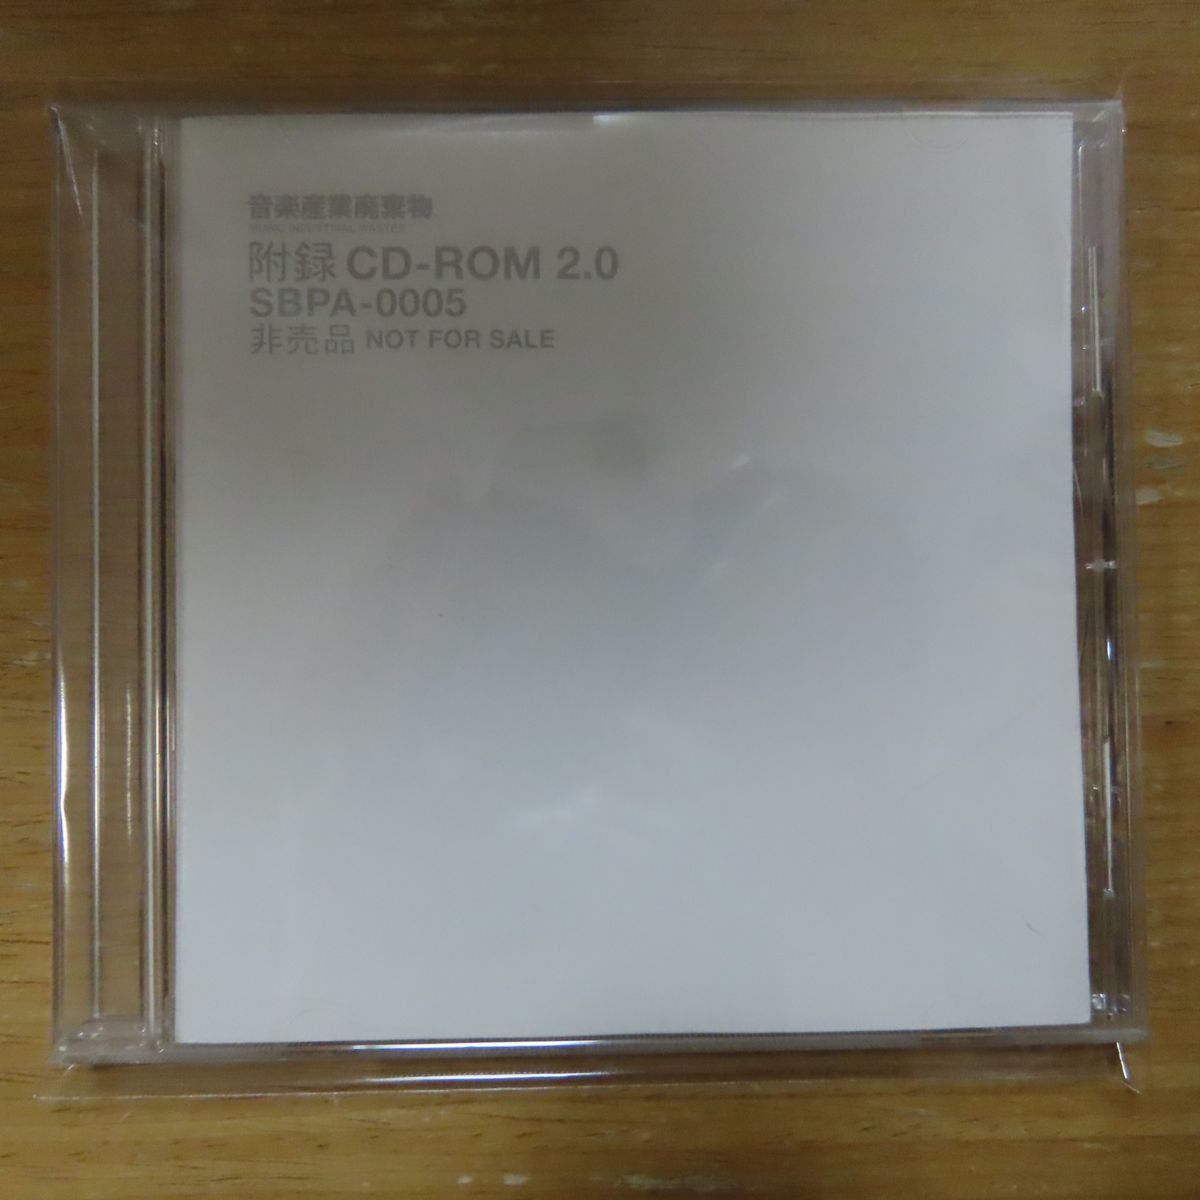 音楽産業廃棄物
MUSIC INDUSTRIAL WASTES
附録 CD-ROM 2.0
SBPA-0005
非売品 NOT FOR SALE